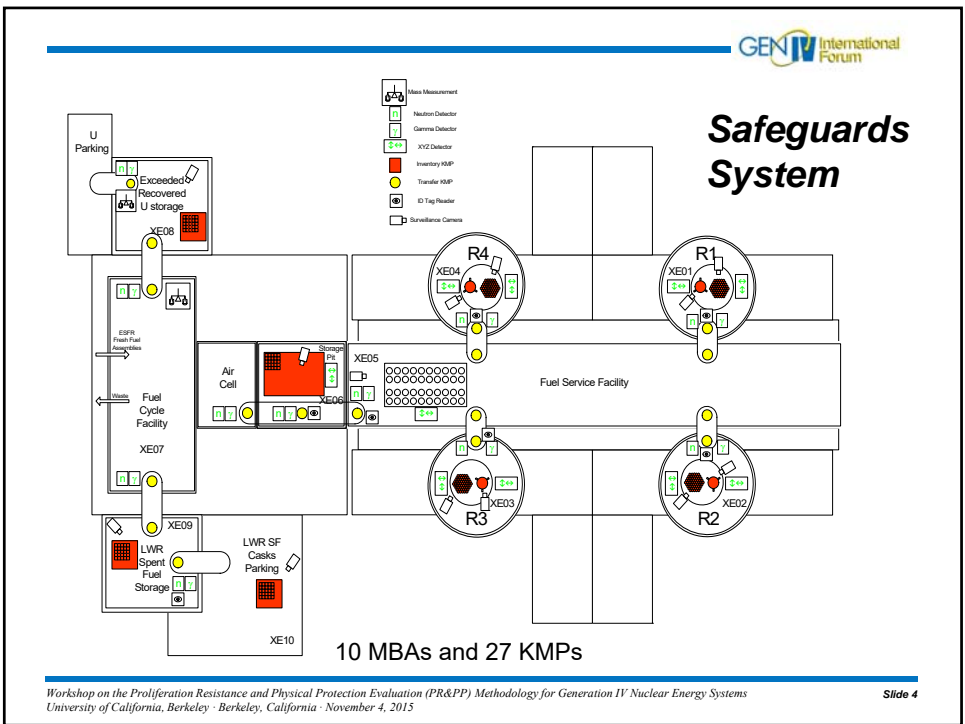 GEN IV International
Forum
Safeguards
System
Mass Measurement
n
Neutron Detector
γ
Gamma Detector
XYZ Detector
Inventory KMP
Transfer KMP
ID Tag Reader
Surveillance Camera
U
Parking
n γ
Exceeded
Recovered
U storage
XE08
n γ
ESFR
Fresh Fuel
Assemblies
Waste
Fuel
Cycle
Facility
XE07
n γ
Air
Cell
n γ
Storage
Pit
XE06
n γ
XE05
n γ
Fuel Service Facility
R4
XE04
n γ
R1
XE01
n γ
n γ
XE03
R3
n γ
XE02
R2
XE09
LWR
Spent
Fuel
Storage
n γ
LWR SF
Casks
Parking
XE10
10 MBAs and 27 KMPs
Workshop on the Proliferation Resistance and Physical Protection Evaluation (PR&PP) Methodology for Generation IV Nuclear Energy Systems
Slide 4
University of California, Berkeley · Berkeley, California · November 4, 2015